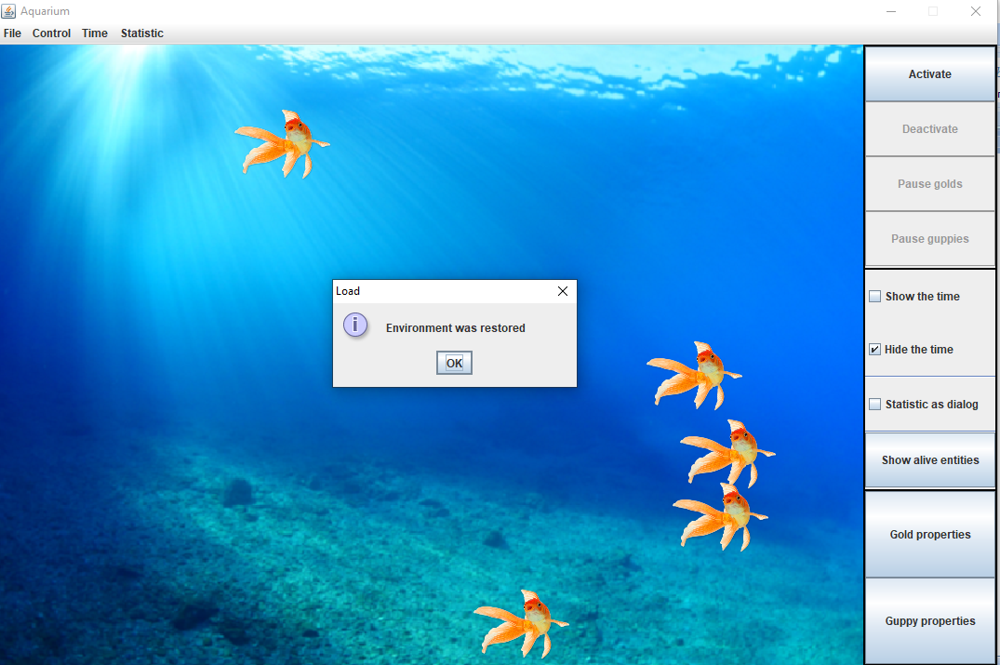 Aquarium
File Control Time Statistic
Activate
Deactivate
Pause golds
Pause guppies
Show the time
Hide the time
Statistic as dialog
Show alive entities
Gold properties
Guppy properties
Load
Environment was restored
OK